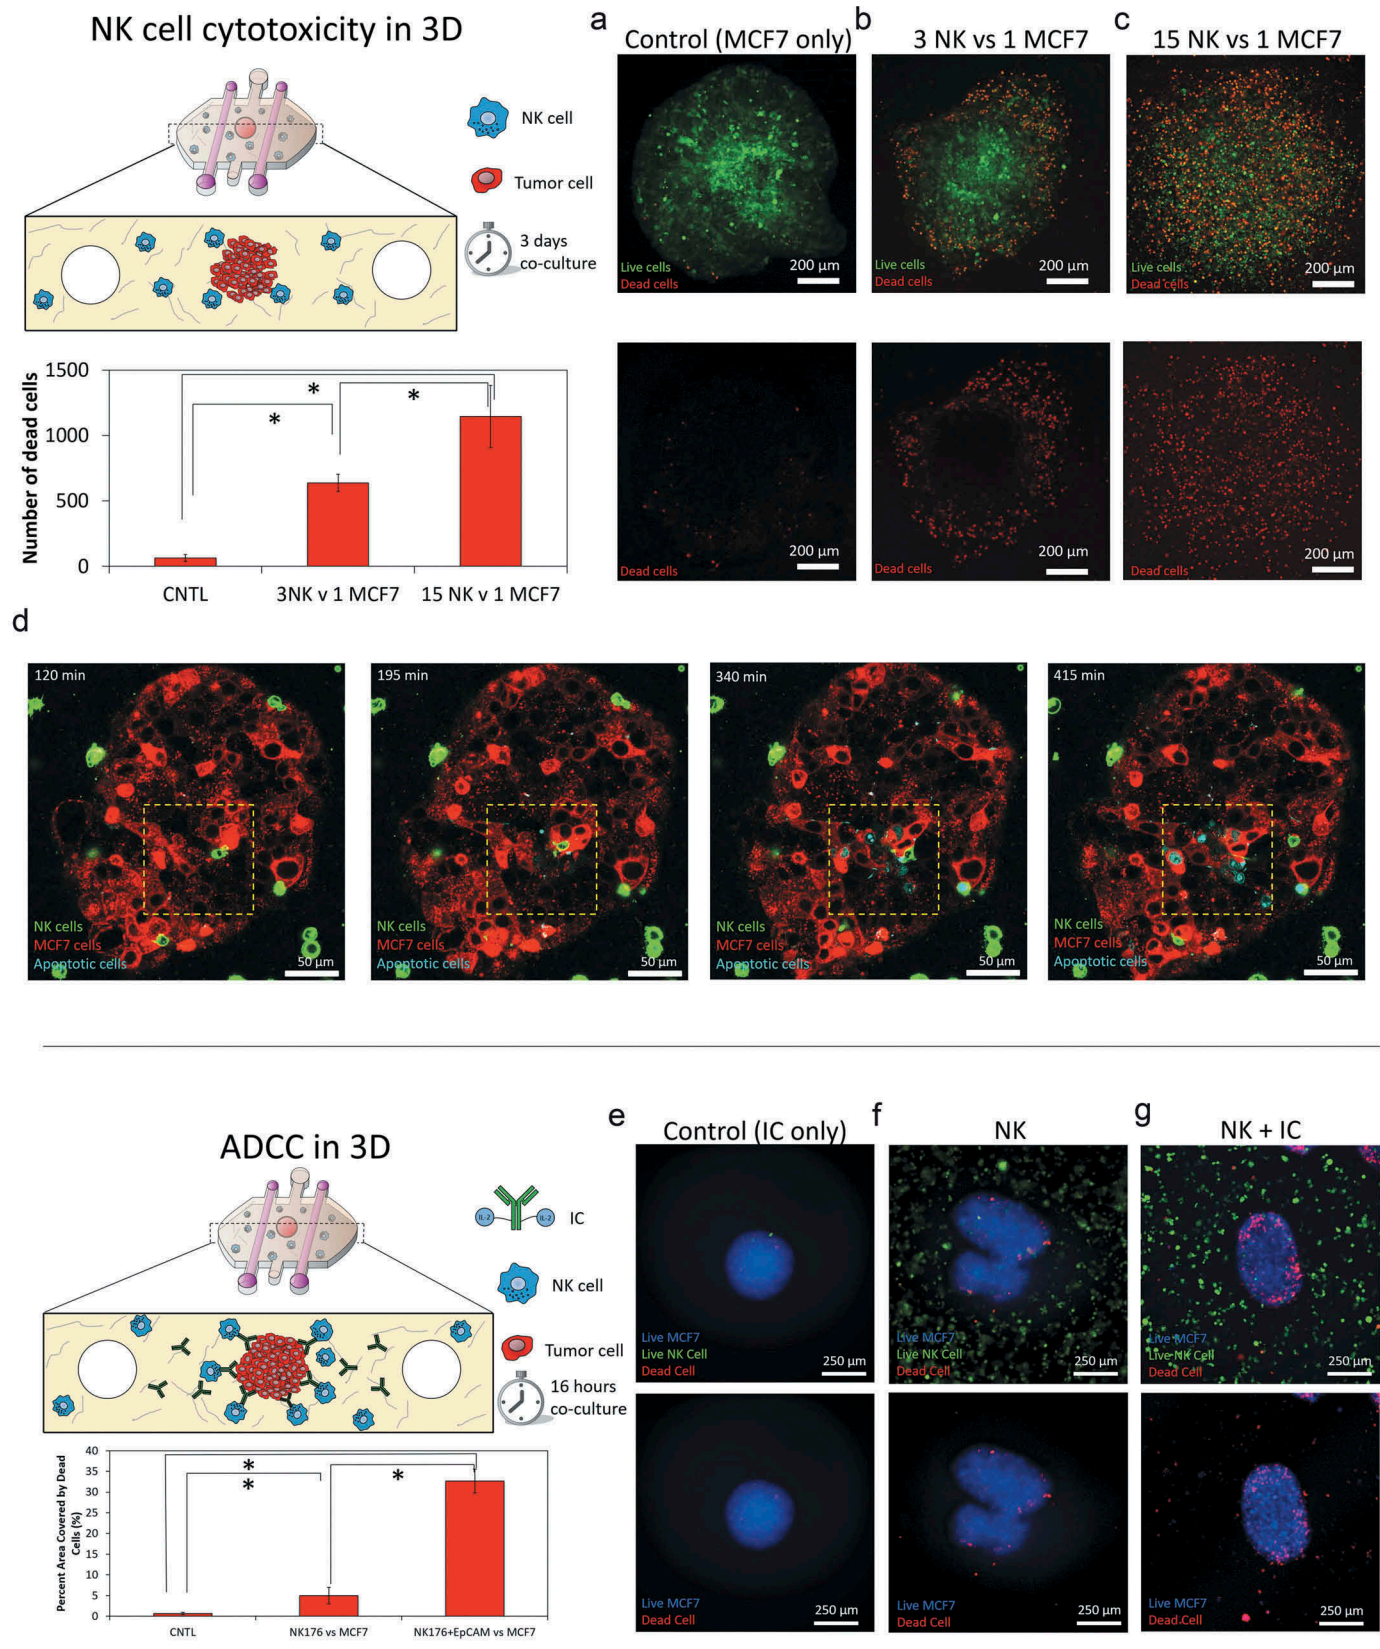 NK cell cytotoxicity in 3D
NK cell
Tumor cell
3 days
co-culture
a
Control (MCF7 only)
Live cells
Dead cells
200 µm
b
3 NK vs 1 MCF7
Live cells
Dead cells
200 µm
c
15 NK vs 1 MCF7
Live cells
Dead cells
200 µm
Dead cells
200 µm
Dead cells
200 µm
Dead cells
200 µm
Number of dead cells
1500
1000
500
0
*
*
*
CNTL
3NK v 1 MCF7
15 NK v 1 MCF7
d
120 min
NK cells
MCF7 cells
Apoptotic cells
50 µm
195 min
NK cells
MCF7 cells
Apoptotic cells
50 µm
340 min
NK cells
MCF7 cells
Apoptotic cells
50 µm
415 min
NK cells
MCF7 cells
Apoptotic cells
50 µm
ADCC in 3D
IL-2
IL-2
IC
NK cell
Tumor cell
16 hours
co-culture
e
Control (IC only)
Live MCF7
Live NK Cell
Dead Cell
250 µm
f
NK
Live MCF7
Live NK Cell
Dead Cell
250 µm
g
NK + IC
Live MCF7
Live NK Cell
Dead Cell
250 µm
Live MCF7
Dead Cell
250 µm
Live MCF7
Dead Cell
250 µm
Live MCF7
Dead Cell
250 µm
Percent Area Covered by Dead
Cells (%)
40
35
30
25
20
15
10
5
0
*
*
*
CNTL
NK176 vs MCF7
NK176+EpCAM vs MCF7